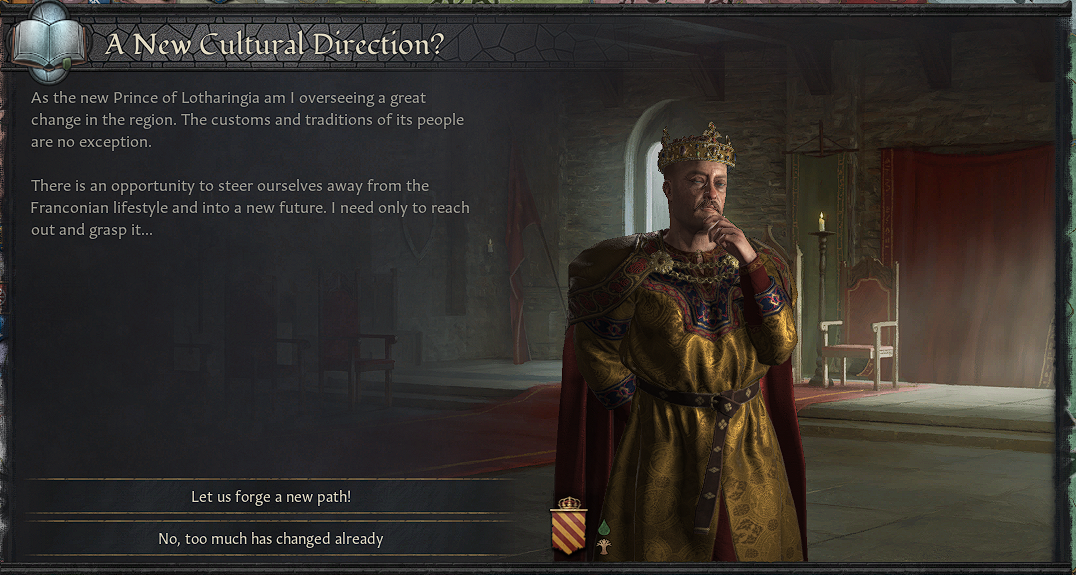 A New Cultural Direction?
As the new Prince of Lotharingia am I overseeing a great
change in the region. The customs and traditions of its people
are no exception.
There is an opportunity to steer ourselves away from the
Franconian lifestyle and into a new future. I need only to reach
out and grasp it...
Let us forge a new path!
No, too much has changed already